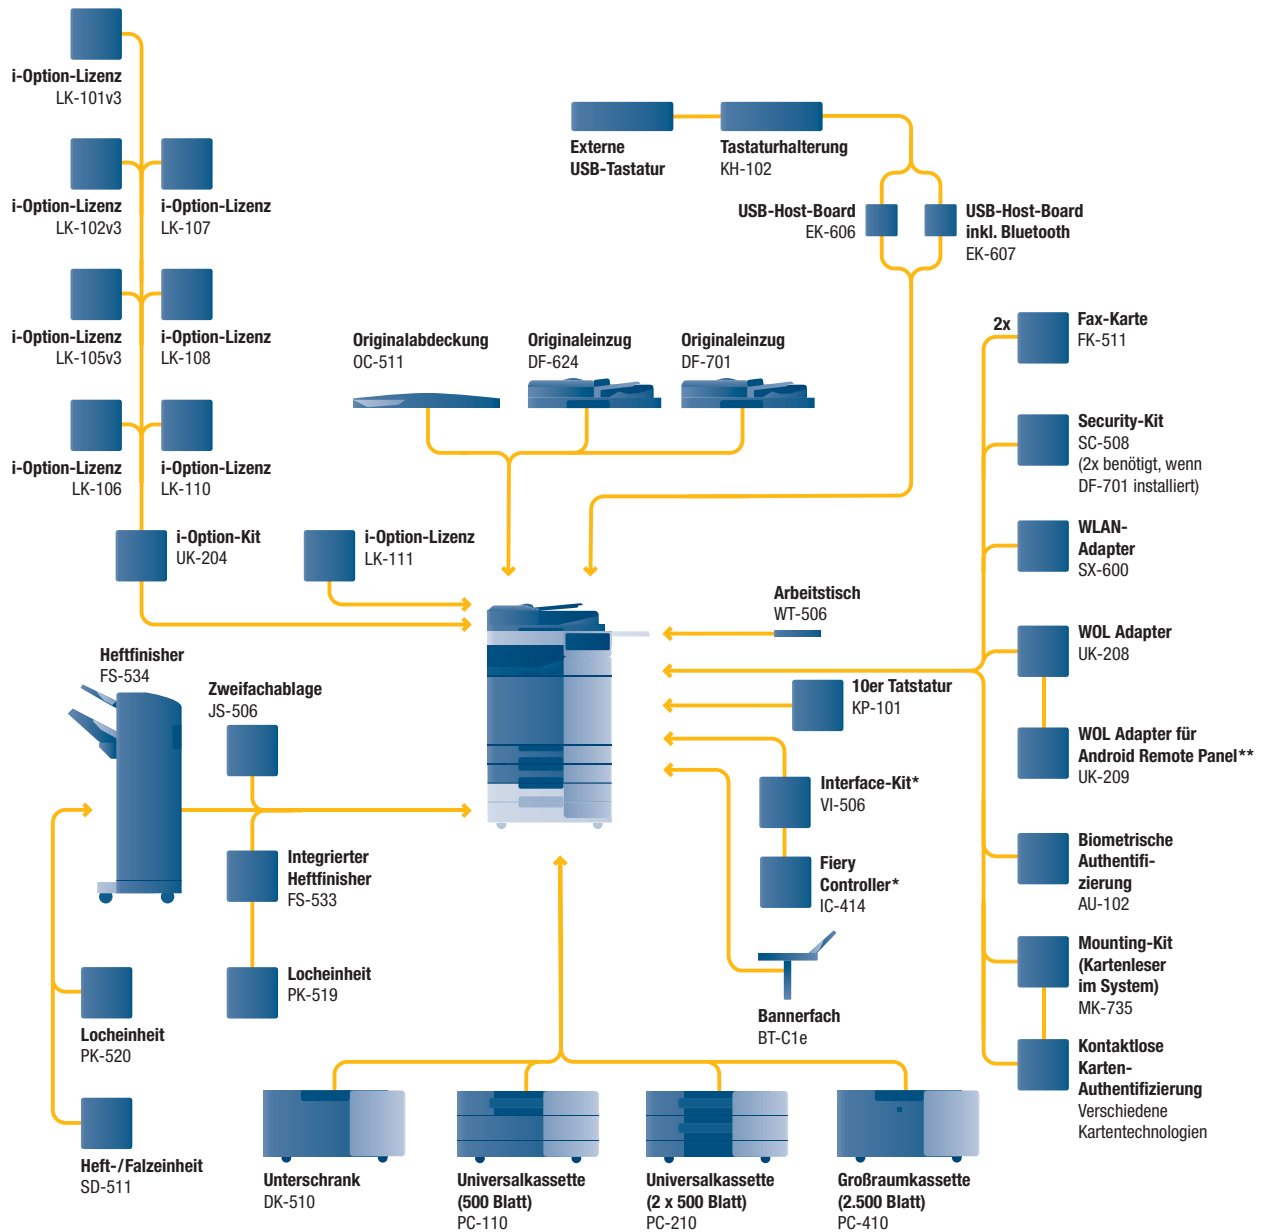 i-Option-Lizenz
LK-101v3
i-Option-Lizenz
LK-102v3
i-Option-Lizenz
LK-107
i-Option-Lizenz
LK-105v3
i-Option-Lizenz
LK-108
i-Option-Lizenz
LK-106
i-Option-Lizenz
LK-110
i-Option-Kit
UK-204
i-Option-Lizenz
LK-111
Externe
USB-Tastatur
Tastaturhalterung
KH-102
USB-Host-Board
EK-606
USB-Host-Board
inkl. Bluetooth
EK-607
Originalabdeckung
OC-511
Originaleinzug
DF-624
Originaleinzug
DF-701
2x
Fax-Karte
FK-511
Security-Kit
SC-508
(2x benötigt, wenn
DF-701 installiert)
WLAN-
Adapter
SX-600
WOL Adapter
UK-208
WOL Adapter für
Android Remote Panel**
UK-209
Biometrische
Authentifi-
zierung
AU-102
Mounting-Kit
(Kartenleser
im System)
MK-735
Kontaktlose
Karten-
Authentifizierung
Verschiedene
Kartentechnologien
Arbeitstisch
WT-506
10er Tatstatur
KP-101
Interface-Kit*
VI-506
Fiery
Controller*
IC-414
Bannerfach
BT-C1e
Heftfinisher
FS-534
Zweifachablage
JS-506
Integrierter
Heftfinisher
FS-533
Locheinheit
PK-519
Locheinheit
PK-520
Heft-/Falzeinheit
SD-511
Unterschrank
DK-510
Universalkassette
(500 Blatt)
PC-110
Universalkassette
(2 x 500 Blatt)
PC-210
Großraumkassette
(2.500 Blatt)
PC-410